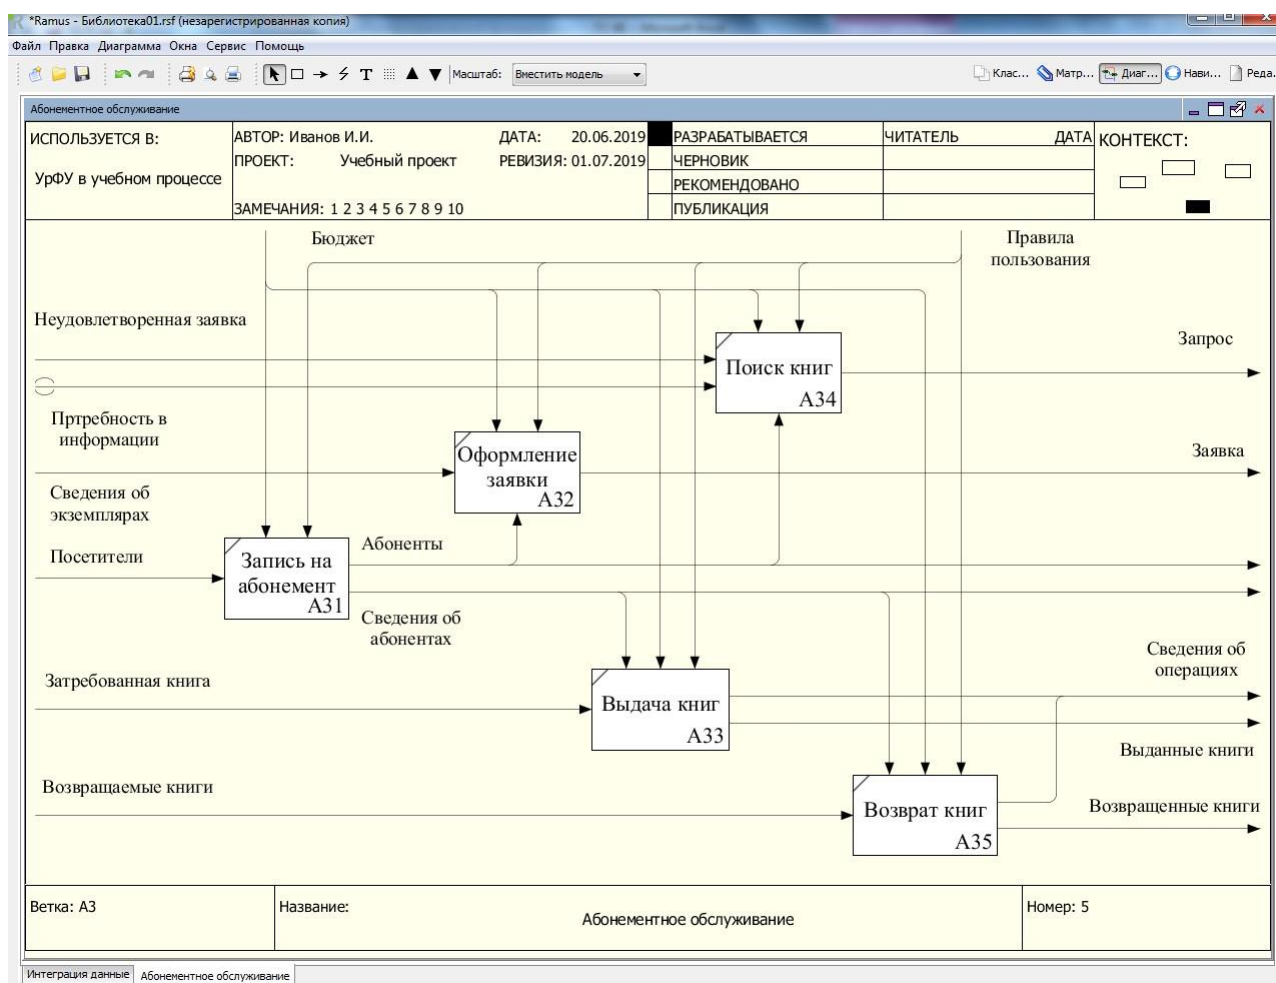 *Ramus - Библиотека01.rsf (незарегистрированная копия)
Файл Правка Диаграмма Окна Сервис Помощь
Масштаб: Вместить модель Клас... Матр... Диаг... Нави... Реда.
Абонементное обслуживание
ИСПОЛЬЗУЕТСЯ В:
УрФУ в учебном процессе
АВТОР: Иванов И.И. ДАТА: 20.06.2019
ПРОЕКТ: Учебный проект РЕВИЗИЯ: 01.07.2019
ЗАМЕЧАНИЯ: 1 2 3 4 5 6 7 8 9 10
РАЗРАБАТЫВАЕТСЯ
ЧЕРНОВИК
РЕКОМЕНДОВАНО
ПУБЛИКАЦИЯ
ЧИТАТЕЛЬ ДАТА
КОНТЕКСТ:
Бюджет
Правила
пользования
Неудовлетворенная заявка
Запрос
Поиск книг
A34
Пртребность в
информации
Оформление
заявки
A32
Заявка
Сведения об
экземплярах
Посетители
Запись на
абонемент
A31
Абоненты
Сведения об
абонентах
Сведения об
операциях
Затребованная книга
Выдача книг
A33
Выданные книги
Возвращаемые книги
Возврат книг
A35
Возвращенные книги
Ветка: A3
Название:
Абонементное обслуживание
Номер: 5
Интеграция данные Абонементное обслуживание